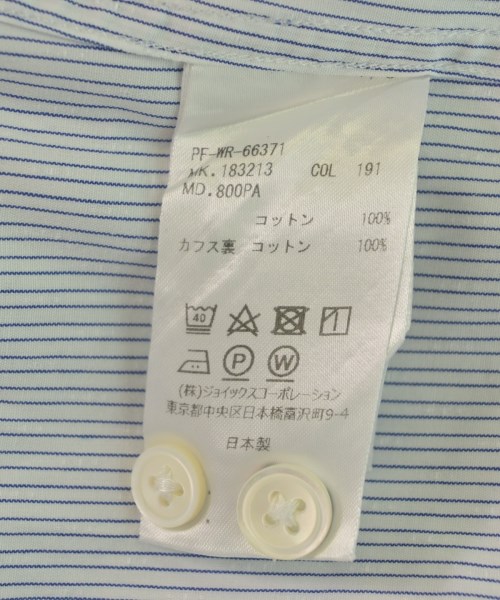 PF-WR-66371
MK.183213 COL 191
MD.800PA
コットン 100%
カフス裏 コットン 100%
40
P W
(株)ジョイックスコーポレーション
東京都中央区日本橋富沢町9-4
日本製